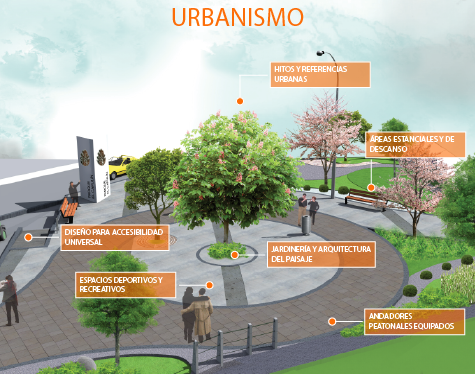 URBANISMO
HITOS Y REFERENCIAS
URBANAS
ÁREAS ESTANCIALES Y DE
DESCANSO
DISEÑO PARA ACCESIBILIDAD
UNIVERSAL
JARDINERÍA Y ARQUITECTURA
DEL PAISAJE
ESPACIOS DEPORTIVOS Y
RECREATIVOS
ANDADORES
PEATONALES EQUIPADOS